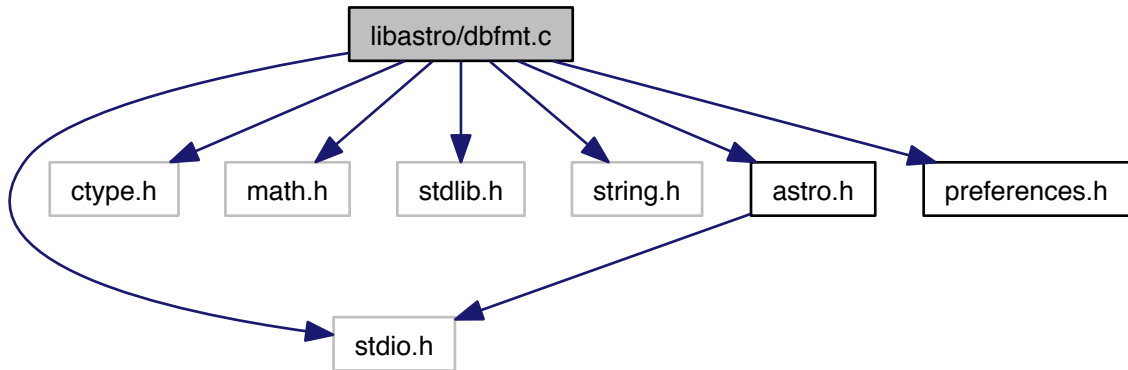 libastro/dbfmt.c
ctype.h
math.h
stdlib.h
string.h
astro.h
preferences.h
stdio.h